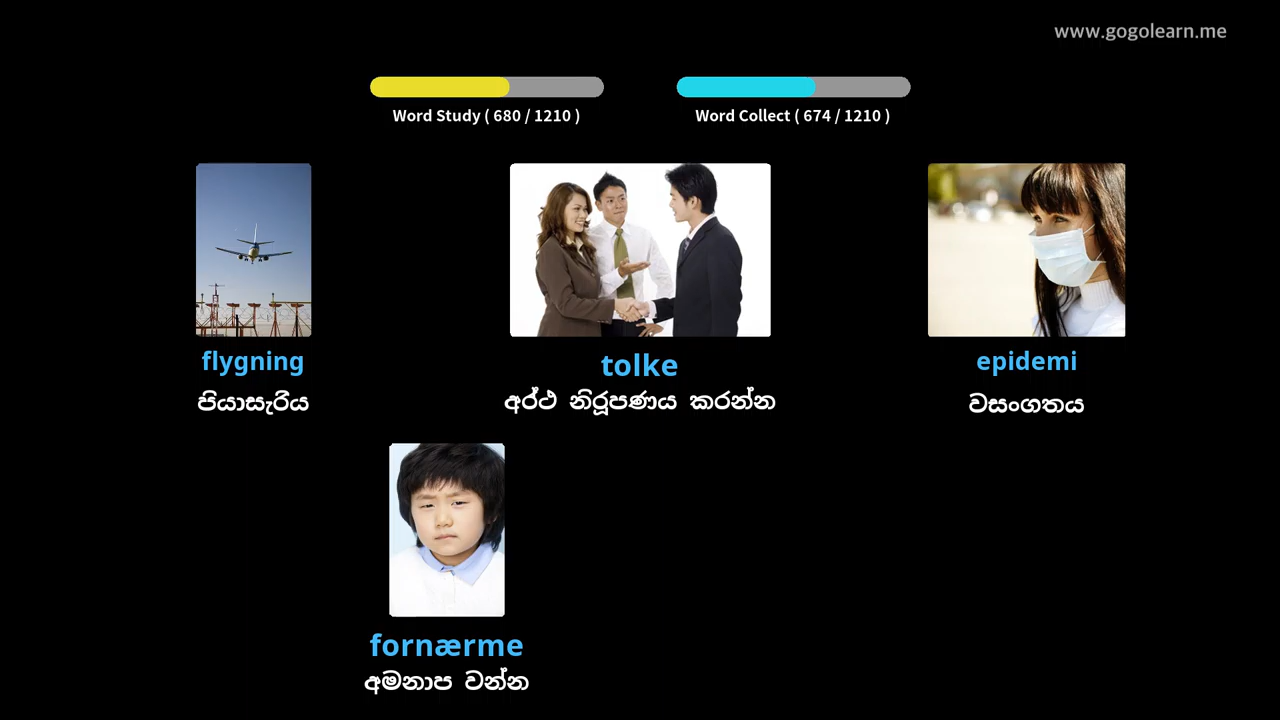 www.gogolearn.me
Word Study ( 680 / 1210 )
Word Collect ( 674 / 1210 )
flygning
පියාසැරිය
tolke
අර්ථ නිරූපණය කරන්න
epidemi
වසංගතය
fornærme
අමනාප වන්න